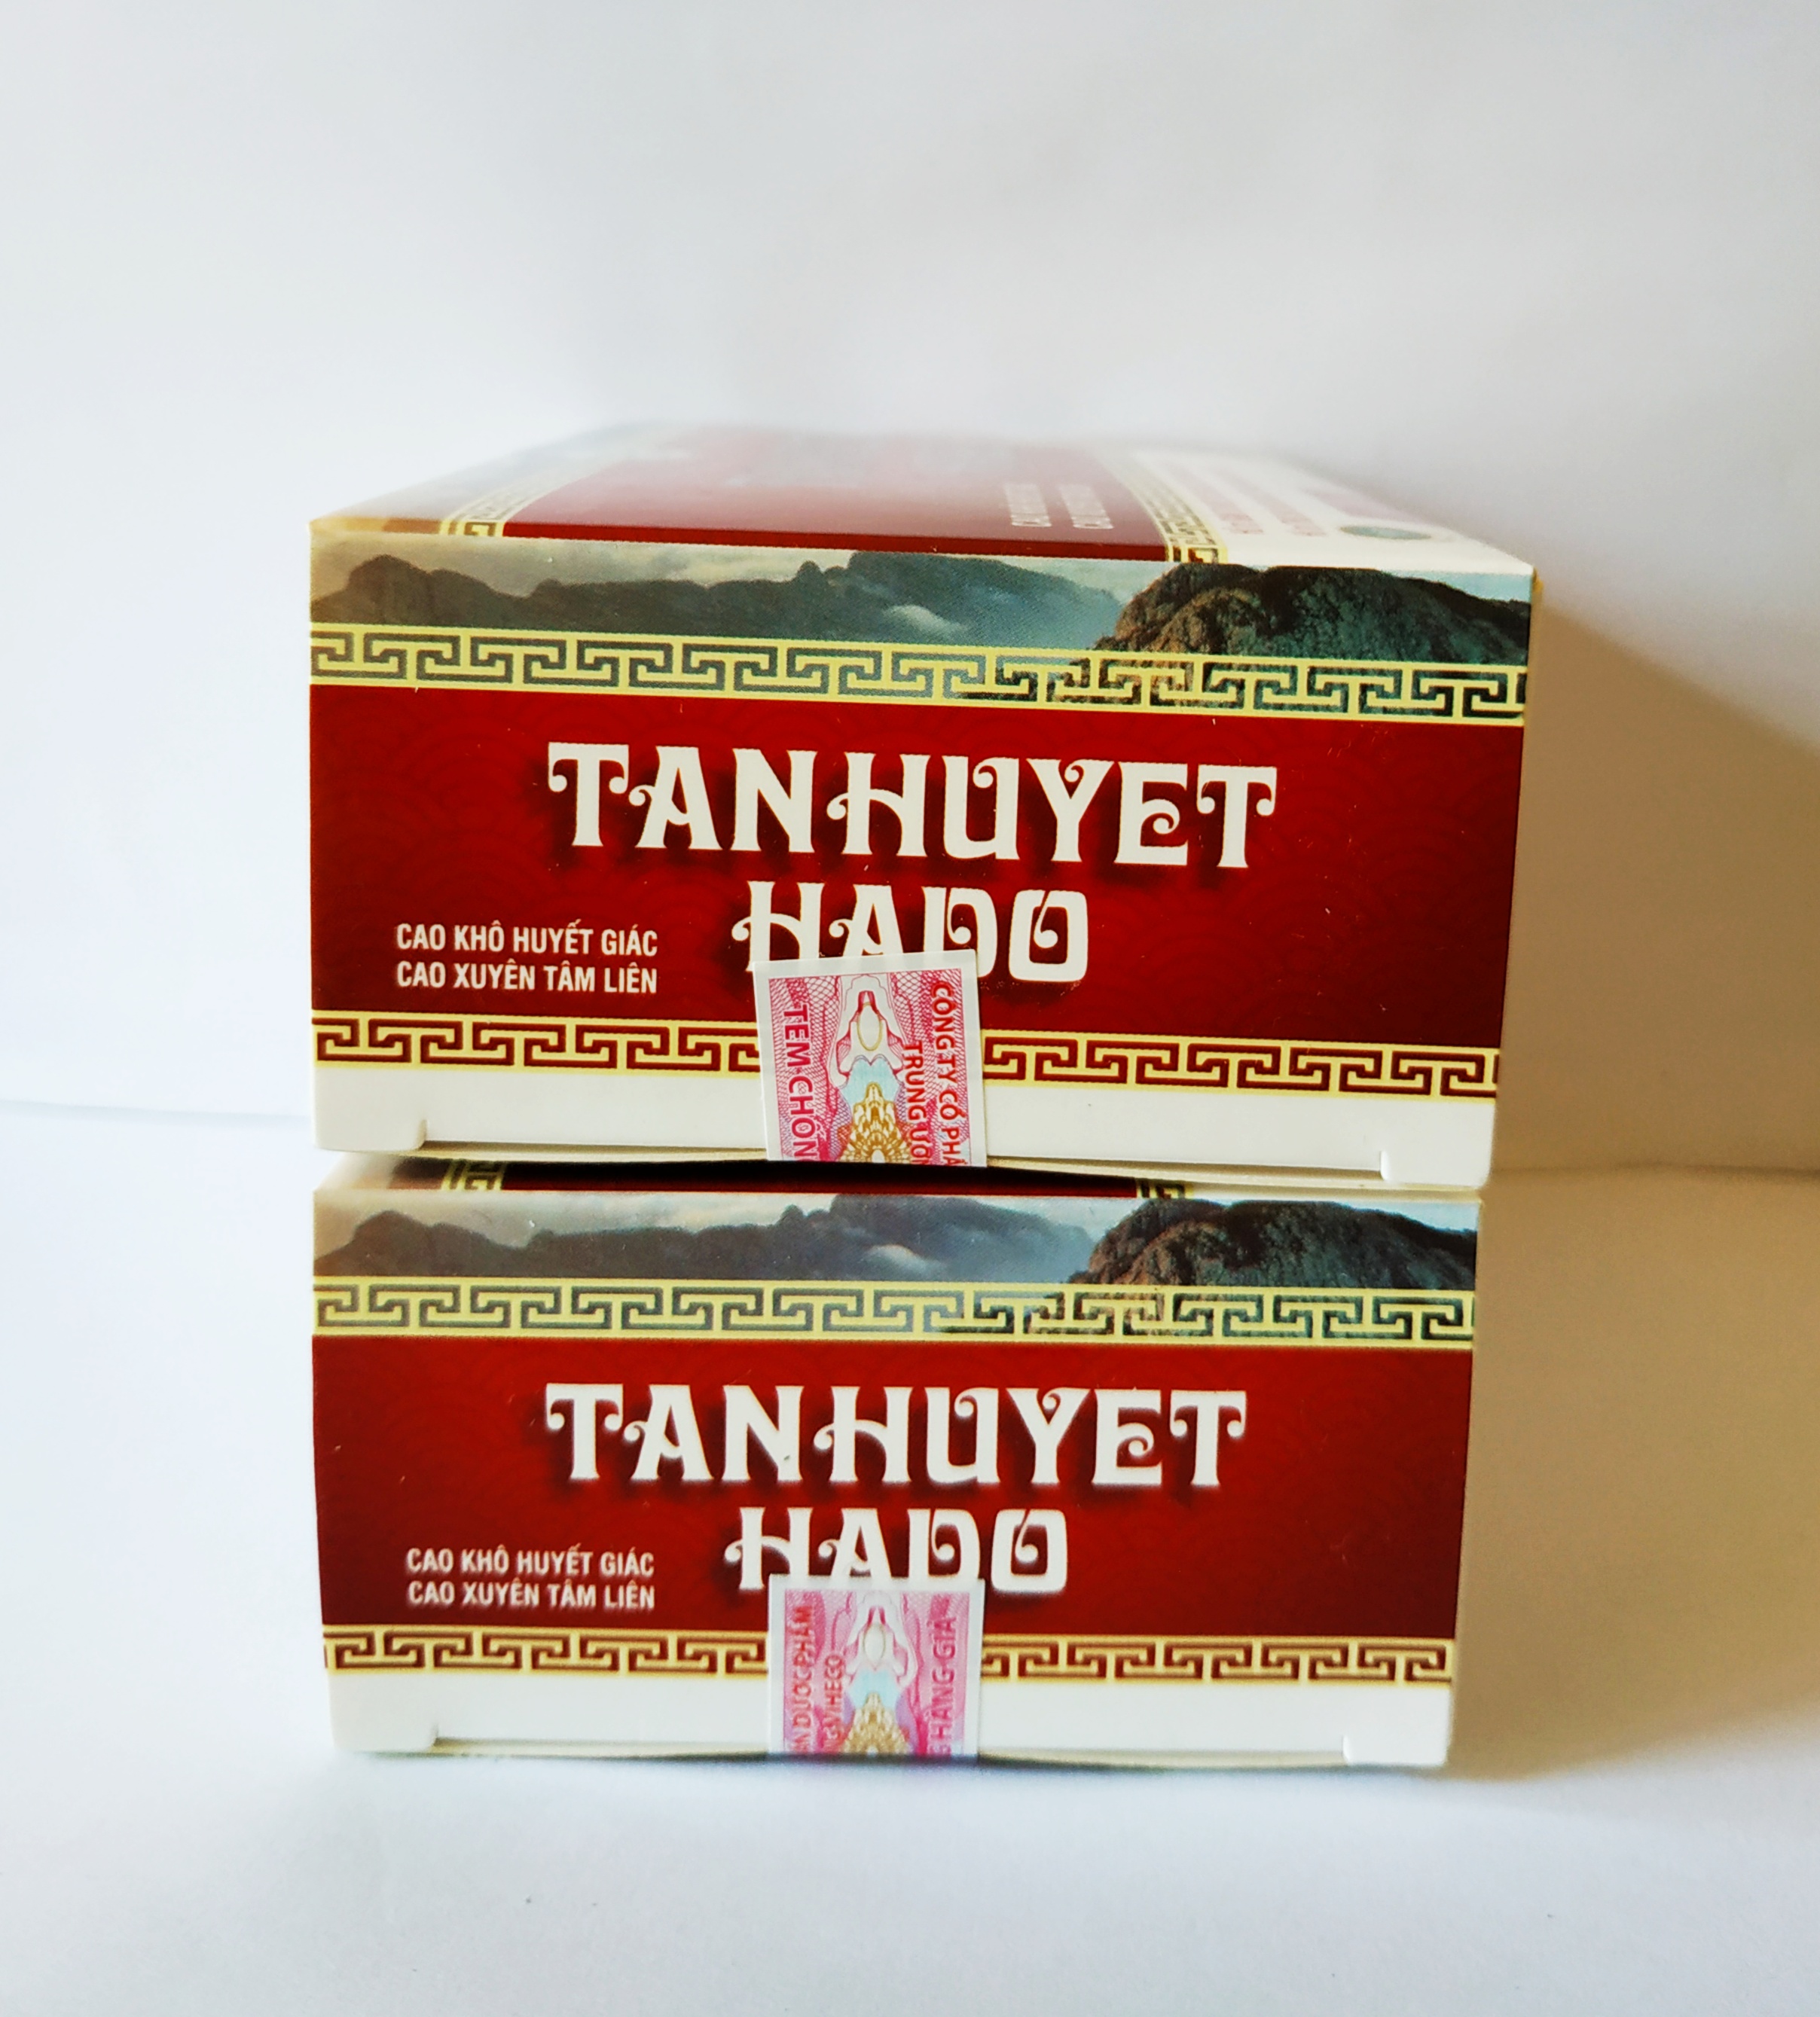 TANHUYET
HADO
CAO KHÔ HUYẾT GIÁC
CAO XUYÊN TÂM LIÊN
CÔNG TY CỔ PHẦ
TRUNG ƯƠN
TEM CHỐN
TANHUYET
HADO
CAO KHÔ HUYẾT GIÁC
CAO XUYÊN TÂM LIÊN
ẦN DƯỢC PHẨM
NG VIHECO
G HÀNG GIẢ